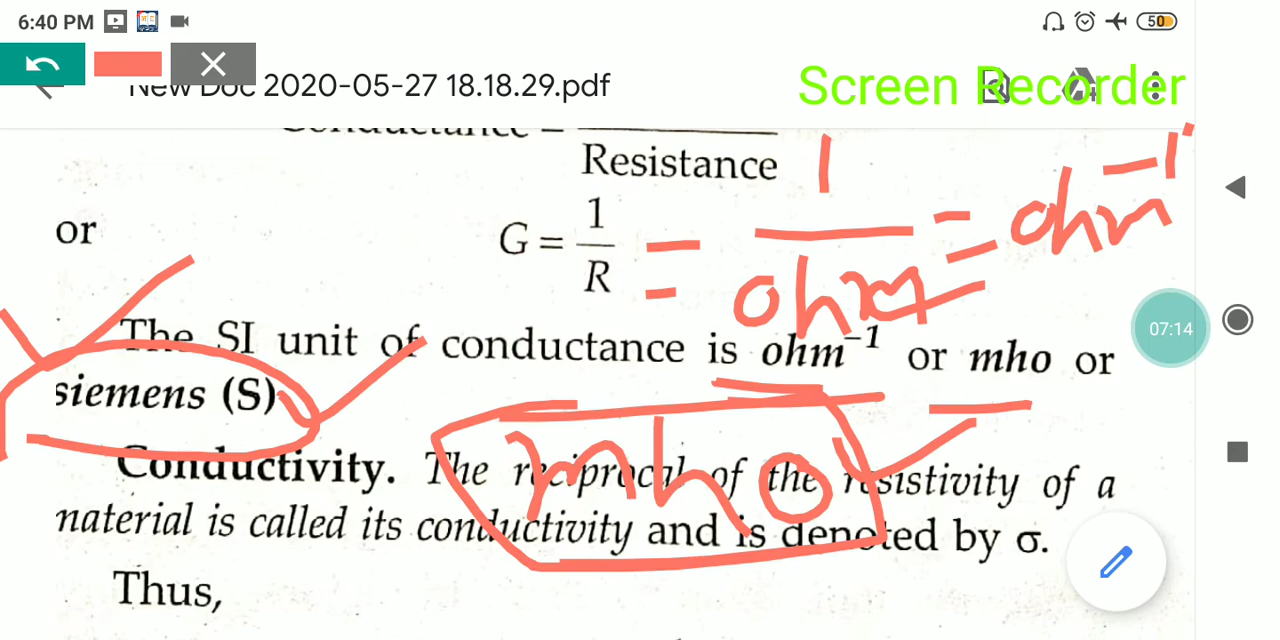 6:40 PM
50
New Doc 2020-05-27 18.18.29.pdf
Screen Recorder
Conductance =
Resistance
or G = 1/R = 1/ohm = ohm⁻¹
The SI unit of conductance is ohm⁻¹ or mho or
siemens (S)
07:14
mho
Conductivity. The reciprocal of the resistivity of a
material is called its conductivity and is denoted by σ.
Thus,